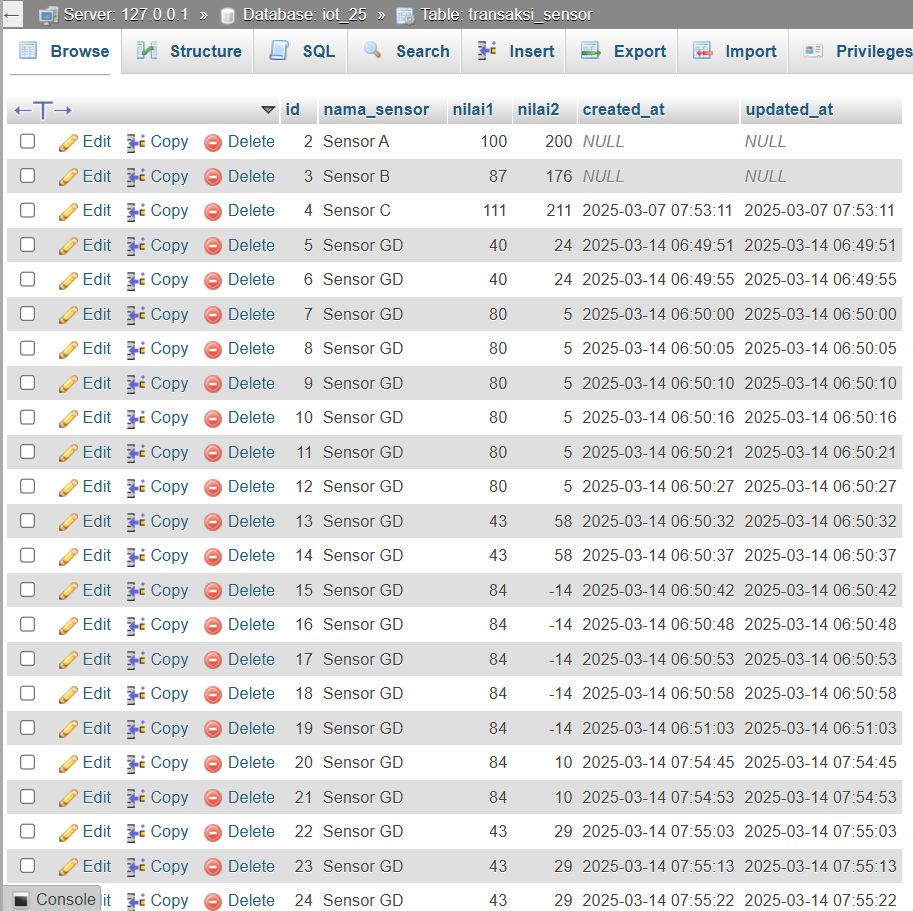 Server: 127.0.0.1 » Database: iot_25 » Table: transaksi_sensor
Browse Structure SQL Search Insert Export Import Privileges
id nama_sensor nilai1 nilai2 created_at updated_at
Edit Copy Delete 2 Sensor A 100 200 NULL NULL
Edit Copy Delete 3 Sensor B 87 176 NULL NULL
Edit Copy Delete 4 Sensor C 111 211 2025-03-07 07:53:11 2025-03-07 07:53:11
Edit Copy Delete 5 Sensor GD 40 24 2025-03-14 06:49:51 2025-03-14 06:49:51
Edit Copy Delete 6 Sensor GD 40 24 2025-03-14 06:49:55 2025-03-14 06:49:55
Edit Copy Delete 7 Sensor GD 80 5 2025-03-14 06:50:00 2025-03-14 06:50:00
Edit Copy Delete 8 Sensor GD 80 5 2025-03-14 06:50:05 2025-03-14 06:50:05
Edit Copy Delete 9 Sensor GD 80 5 2025-03-14 06:50:10 2025-03-14 06:50:10
Edit Copy Delete 10 Sensor GD 80 5 2025-03-14 06:50:16 2025-03-14 06:50:16
Edit Copy Delete 11 Sensor GD 80 5 2025-03-14 06:50:21 2025-03-14 06:50:21
Edit Copy Delete 12 Sensor GD 80 5 2025-03-14 06:50:27 2025-03-14 06:50:27
Edit Copy Delete 13 Sensor GD 43 58 2025-03-14 06:50:32 2025-03-14 06:50:32
Edit Copy Delete 14 Sensor GD 43 58 2025-03-14 06:50:37 2025-03-14 06:50:37
Edit Copy Delete 15 Sensor GD 84 -14 2025-03-14 06:50:42 2025-03-14 06:50:42
Edit Copy Delete 16 Sensor GD 84 -14 2025-03-14 06:50:48 2025-03-14 06:50:48
Edit Copy Delete 17 Sensor GD 84 -14 2025-03-14 06:50:53 2025-03-14 06:50:53
Edit Copy Delete 18 Sensor GD 84 -14 2025-03-14 06:50:58 2025-03-14 06:50:58
Edit Copy Delete 19 Sensor GD 84 -14 2025-03-14 06:51:03 2025-03-14 06:51:03
Edit Copy Delete 20 Sensor GD 84 10 2025-03-14 07:54:45 2025-03-14 07:54:45
Edit Copy Delete 21 Sensor GD 84 10 2025-03-14 07:54:53 2025-03-14 07:54:53
Edit Copy Delete 22 Sensor GD 43 29 2025-03-14 07:55:03 2025-03-14 07:55:03
Edit Copy Delete 23 Sensor GD 43 29 2025-03-14 07:55:13 2025-03-14 07:55:13
Console it Copy Delete 24 Sensor GD 43 29 2025-03-14 07:55:22 2025-03-14 07:55:22